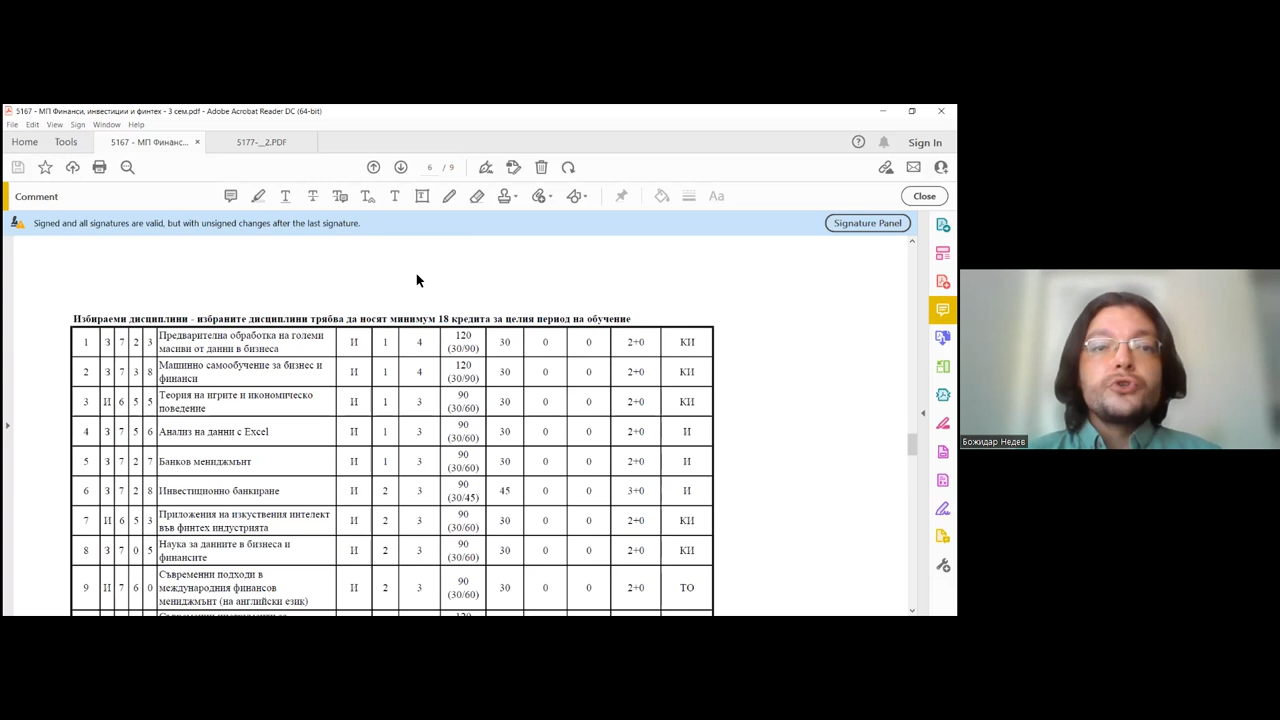 5167 - МП Финанси, инвестиции и финтех - 3 сем.pdf - Adobe Acrobat Reader DC (64-bit)
File Edit View Sign Window Help
Home Tools 5167 - МП Финанс... × 5177-__2.PDF Sign In
6 / 9
Comment Close
Signed and all signatures are valid, but with unsigned changes after the last signature. Signature Panel
Избираеми дисциплини - избраните дисциплини трябва да носят минимум 18 кредита за целия период на обучение
1 З 7 2 3 Предварителна обработка на големи масиви от данни в бизнеса И 1 4 120 (30/90) 30 0 0 2+0 КИ
2 З 7 3 8 Машинно самообучение за бизнес и финанси И 1 4 120 (30/90) 30 0 0 2+0 КИ
3 И 6 5 5 Теория на игрите и икономическо поведение И 1 3 90 (30/60) 30 0 0 2+0 КИ
4 З 7 5 6 Анализ на данни с Excel И 1 3 90 (30/60) 30 0 0 2+0 И
5 З 7 2 7 Банков мениджмънт И 1 3 90 (30/60) 30 0 0 2+0 И
6 З 7 2 8 Инвестиционно банкиране И 2 3 90 (30/45) 45 0 0 3+0 И
7 И 6 5 3 Приложения на изкуствения интелект във финтех индустрията И 2 3 90 (30/60) 30 0 0 2+0 КИ
8 З 7 0 5 Наука за данните в бизнеса и финансите И 2 3 90 (30/60) 30 0 0 2+0 КИ
9 И 7 6 0 Съвременни подходи в международния финансов мениджмънт (на английски език) И 2 3 90 (30/60) 30 0 0 2+0 ТО
Божидар Недев